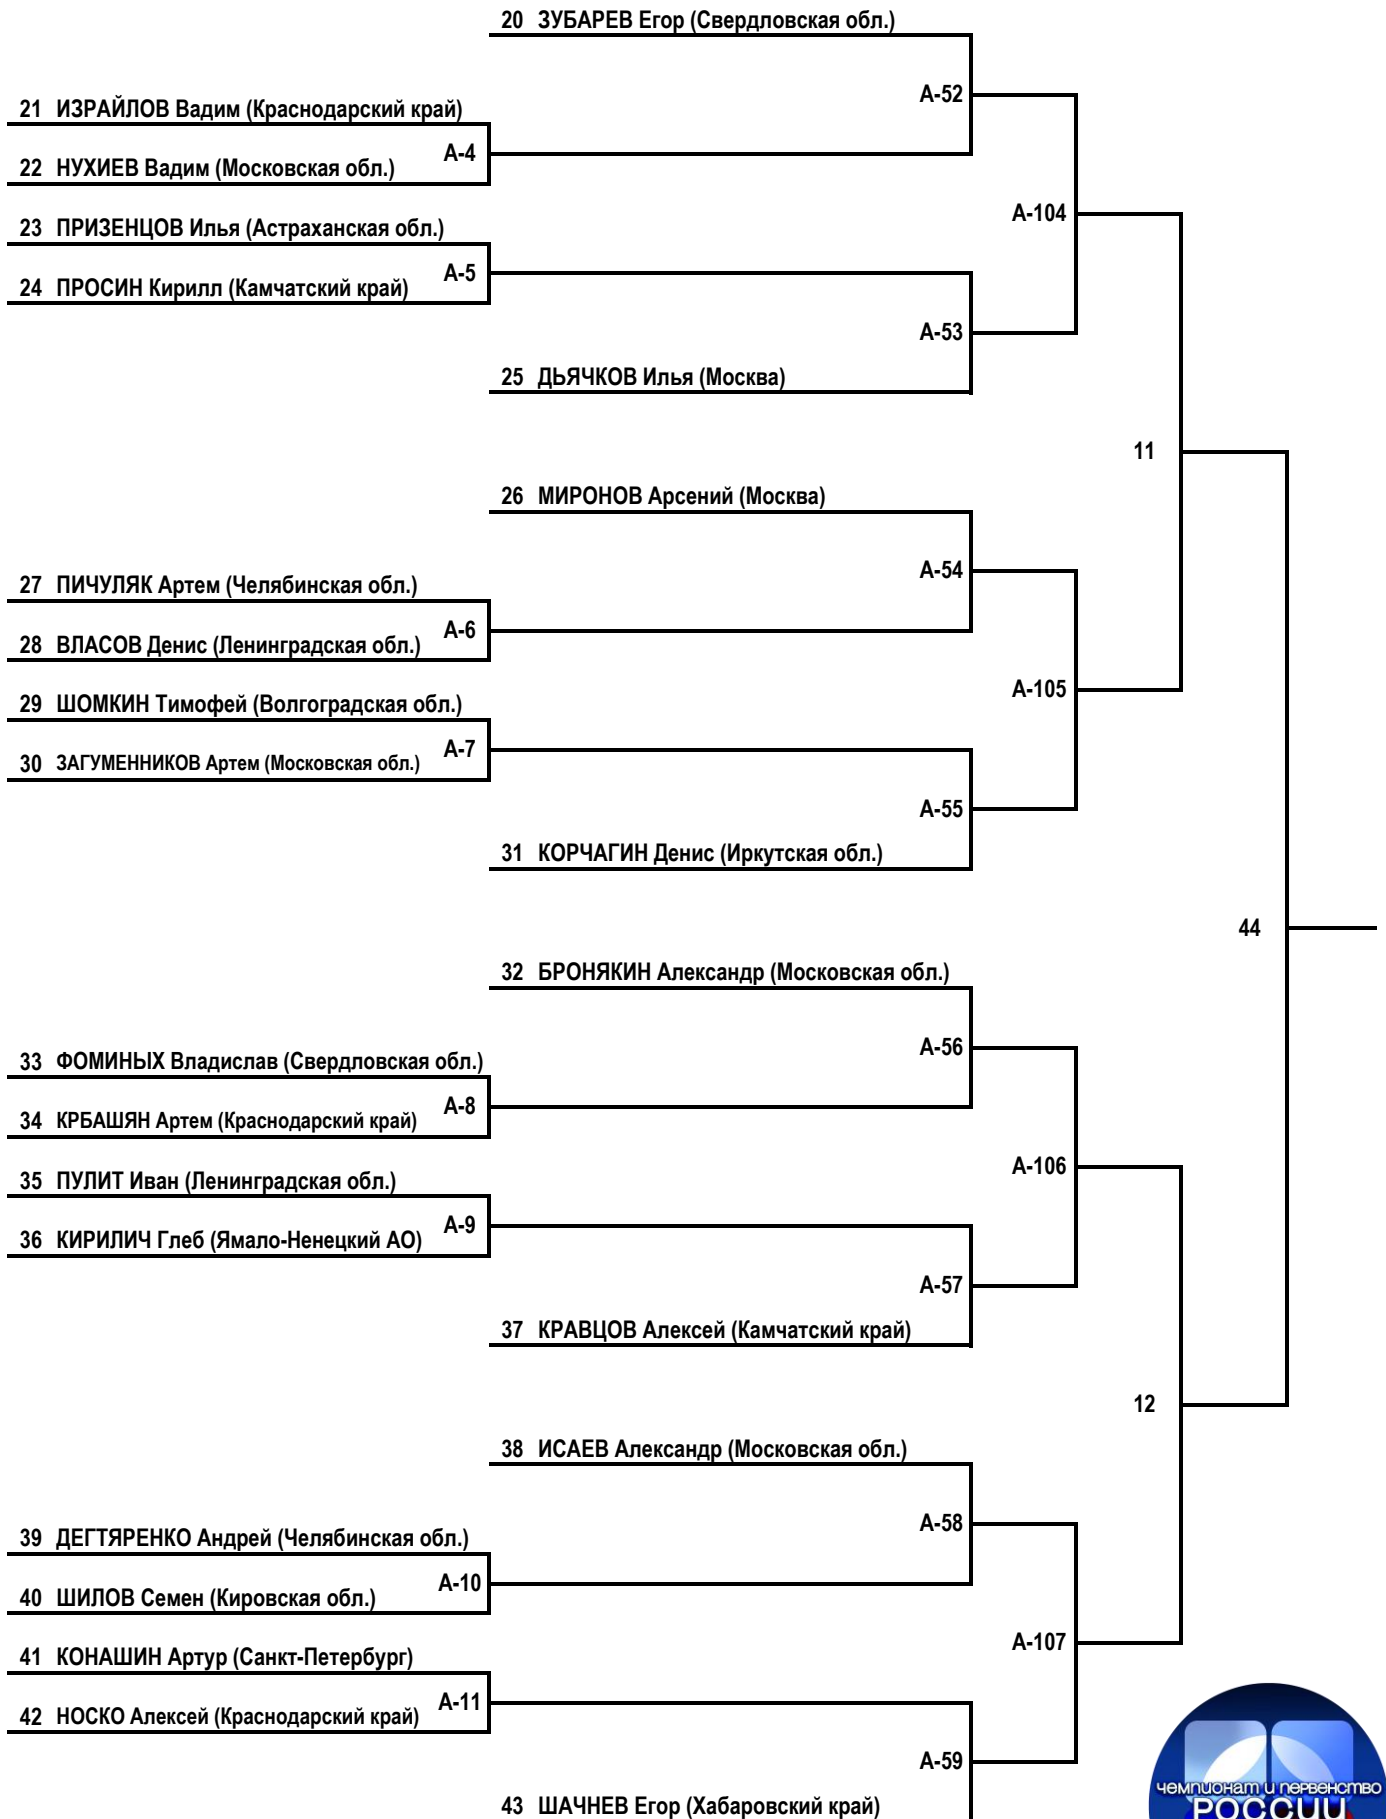 20 ЗУБАРЕВ Егор (Свердловская обл.)
А-52
21 ИЗРАЙЛОВ Вадим (Краснодарский край)
А-4
22 НУХИЕВ Вадим (Московская обл.)
А-104
23 ПРИЗЕНЦОВ Илья (Астраханская обл.)
А-5
24 ПРОСИН Кирилл (Камчатский край)
А-53
25 ДЬЯЧКОВ Илья (Москва)
11
26 МИРОНОВ Арсений (Москва)
А-54
27 ПИЧУЛЯК Артем (Челябинская обл.)
А-6
28 ВЛАСОВ Денис (Ленинградская обл.)
А-105
29 ШОМКИН Тимофей (Волгоградская обл.)
А-7
30 ЗАГУМЕННИКОВ Артем (Московская обл.)
А-55
31 КОРЧАГИН Денис (Иркутская обл.)
44
32 БРОНЯКИН Александр (Московская обл.)
А-56
33 ФОМИНЫХ Владислав (Свердловская обл.)
А-8
34 КРБАШЯН Артем (Краснодарский край)
А-106
35 ПУЛИТ Иван (Ленинградская обл.)
А-9
36 КИРИЛИЧ Глеб (Ямало-Ненецкий АО)
А-57
37 КРАВЦОВ Алексей (Камчатский край)
12
38 ИСАЕВ Александр (Московская обл.)
А-58
39 ДЕГТЯРЕНКО Андрей (Челябинская обл.)
А-10
40 ШИЛОВ Семен (Кировская обл.)
А-107
41 КОНАШИН Артур (Санкт-Петербург)
А-11
42 НОСКО Алексей (Краснодарский край)
А-59
43 ШАЧНЕВ Егор (Хабаровский край)
чемпионат и первенство
РОССИИ